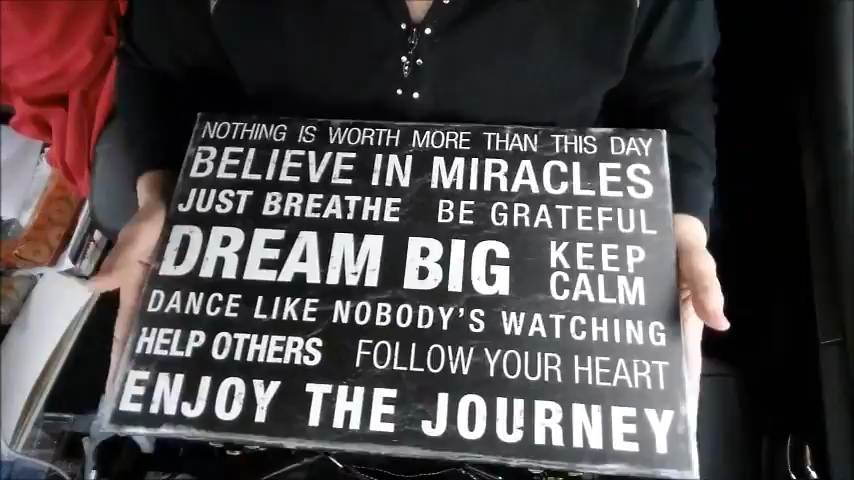 NOTHING IS WORTH MORE THAN THIS DAY
BELIEVE IN MIRACLES
JUST BREATHE BE GRATEFUL
DREAM BIG KEEP CALM
DANCE LIKE NOBODY'S WATCHING
HELP OTHERS FOLLOW YOUR HEART
ENJOY THE JOURNEY